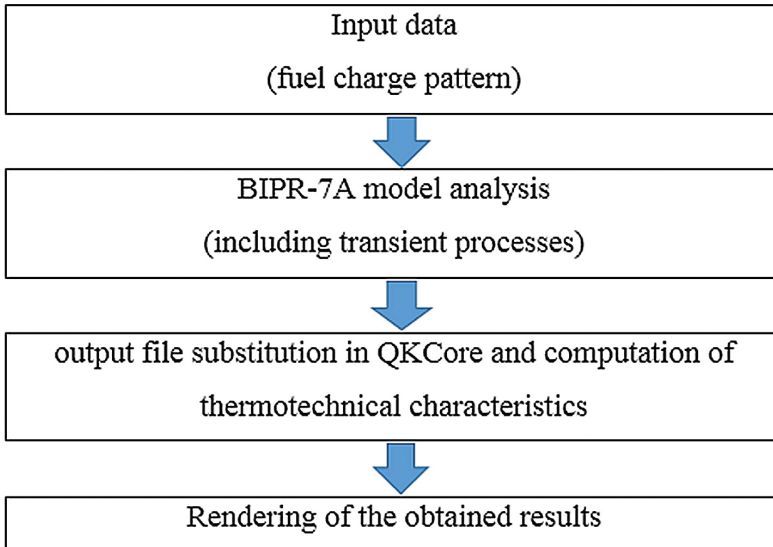 Input data
(fuel charge pattern)
BIPR-7A model analysis
(including transient processes)
output file substitution in QKCore and computation of
thermotechnical characteristics
Rendering of the obtained results